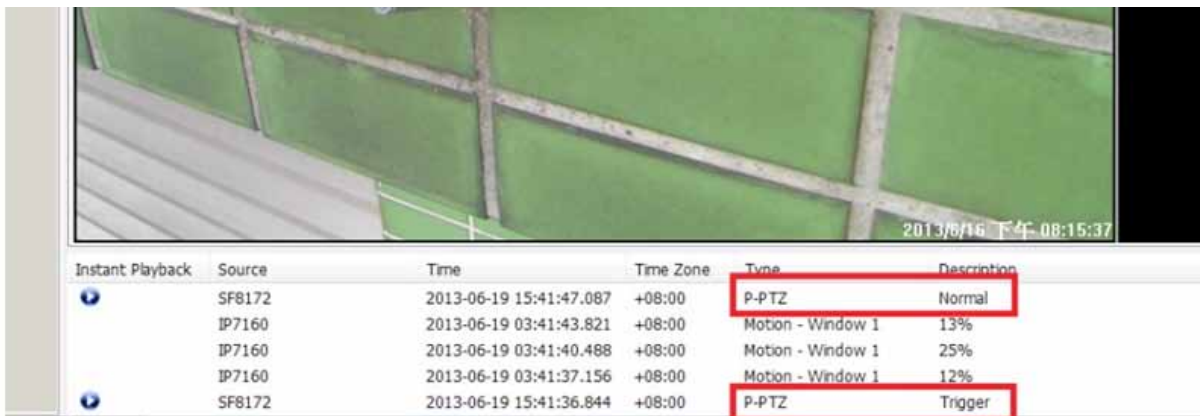 2013/6/16 下午 08:15:37
Instant Playback Source Time Time Zone Type Description
SF8172 2013-06-19 15:41:47.087 +08:00 P-PTZ Normal
IP7160 2013-06-19 03:41:43.821 +08:00 Motion - Window 1 13%
IP7160 2013-06-19 03:41:40.488 +08:00 Motion - Window 1 25%
IP7160 2013-06-19 03:41:37.156 +08:00 Motion - Window 1 12%
SF8172 2013-06-19 15:41:36.844 +08:00 P-PTZ Trigger